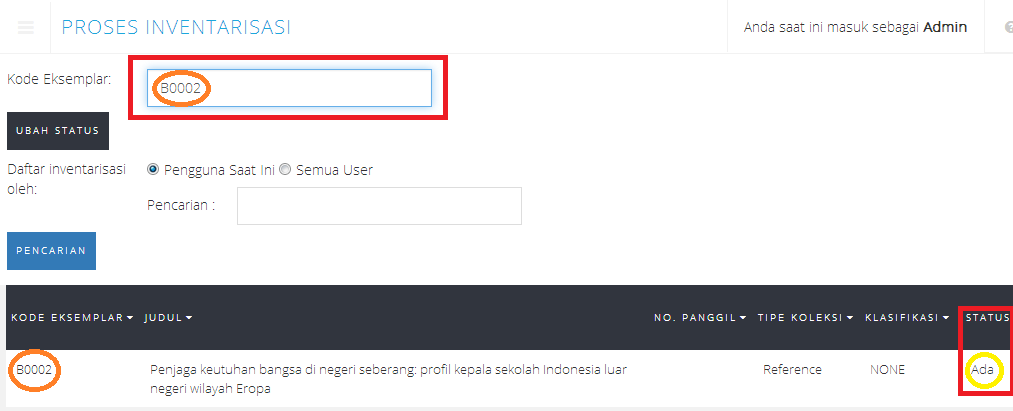 PROSES INVENTARISASI
Anda saat ini masuk sebagai Admin
Kode Eksemplar:
B0002
UBAH STATUS
Daftar inventarisasi
oleh:
Pengguna Saat Ini Semua User
Pencarian :
PENCARIAN
KODE EKSEMPLAR JUDUL NO. PANGGIL TIPE KOLEKSI KLASIFIKASI STATUS
B0002 Penjaga keutuhan bangsa di negeri seberang: profil kepala sekolah Indonesia luar Reference NONE Ada
negeri wilayah Eropa